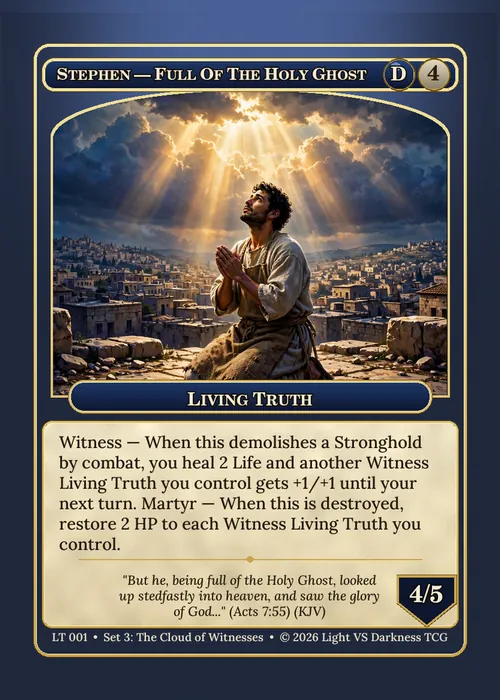 Stephen — Full Of The Holy Ghost D 4
Living Truth
Witness — When this demolishes a Stronghold
by combat, you heal 2 Life and another Witness
Living Truth you control gets +1/+1 until your
next turn. Martyr — When this is destroyed,
restore 2 HP to each Witness Living Truth you
control.
"But he, being full of the Holy Ghost, looked
up stedfastly into heaven, and saw the glory
of God..." (Acts 7:55) (KJV)
4/5
LT 001 • Set 3: The Cloud of Witnesses • © 2026 Light VS Darkness TCG